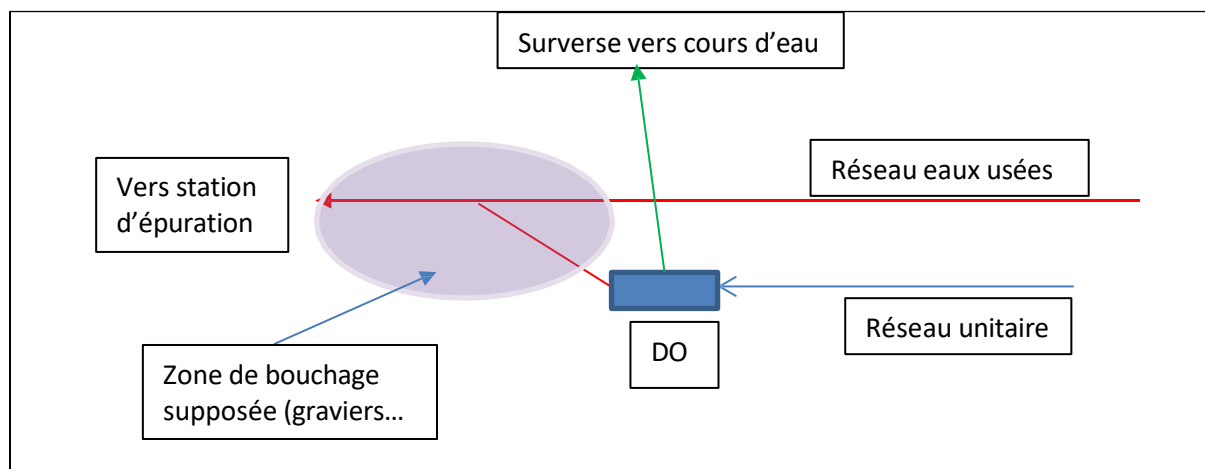 Surverse vers cours d’eau
Réseau eaux usées
Vers station
d’épuration
Réseau unitaire
DO
Zone de bouchage
supposée (graviers…